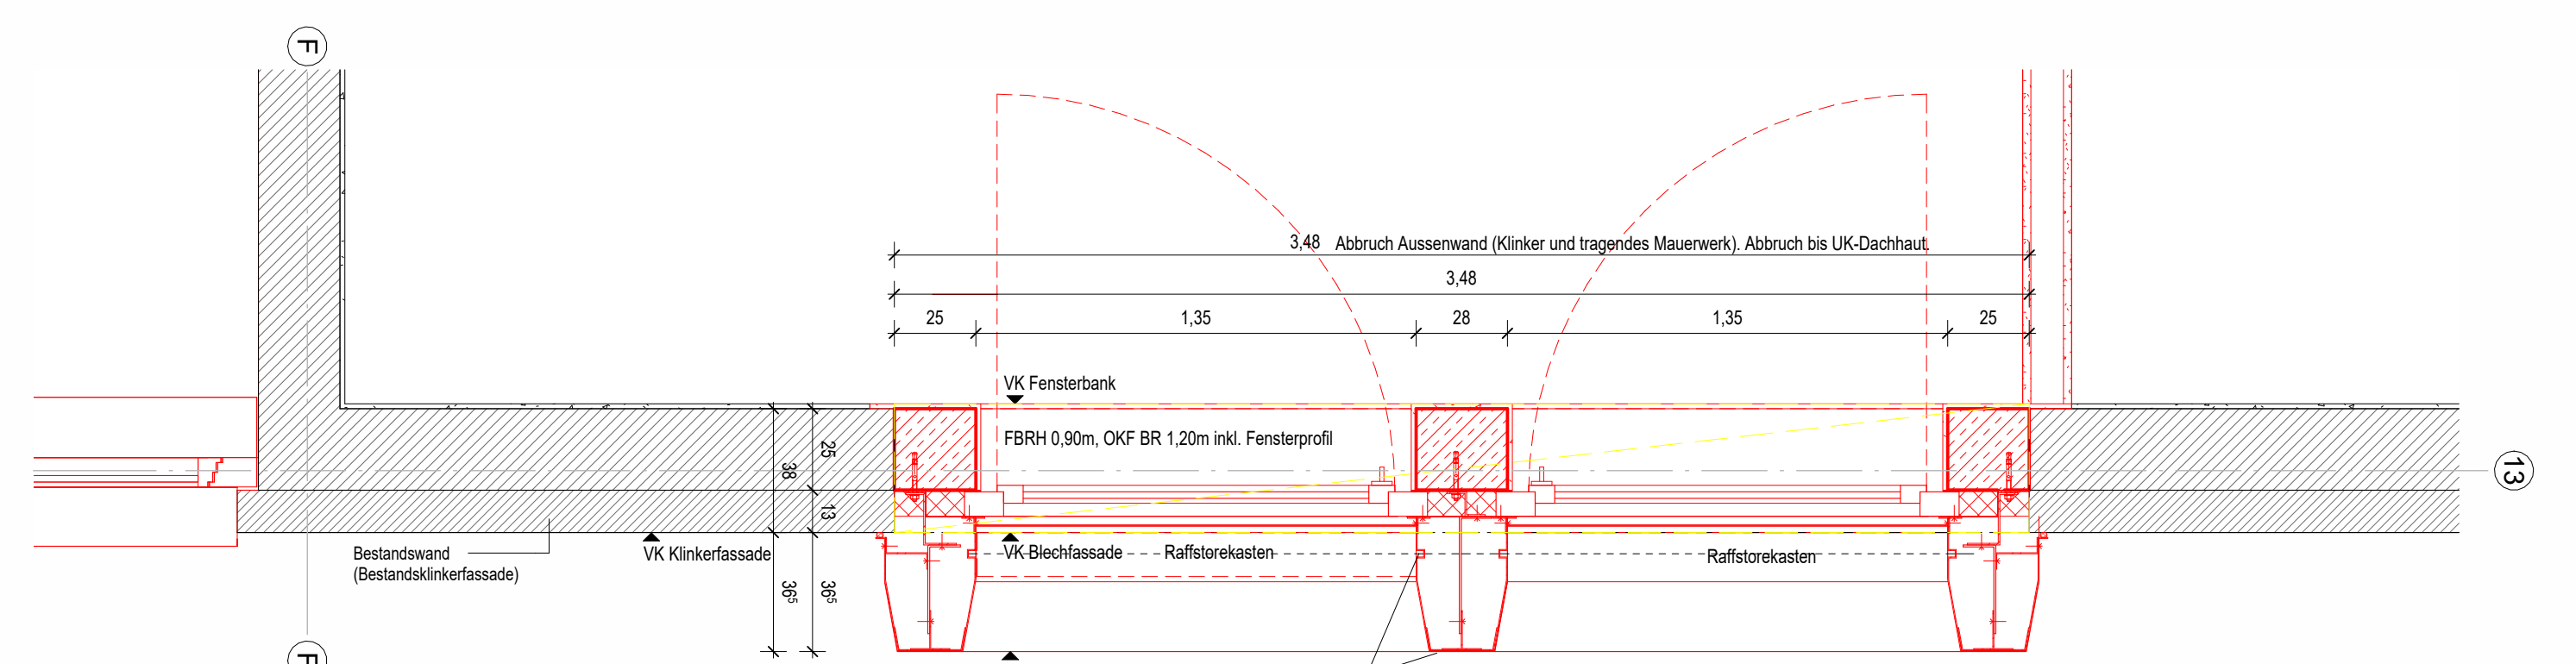 F
3,48 Abbruch Aussenwand (Klinker und tragendes Mauerwerk). Abbruch bis UK-Dachhaut.
3,48
25 1,35 28 1,35 25
VK Fensterbank
FBRH 0,90m, OKF BR 1,20m inkl. Fensterprofil
25
38
13
13
Bestandswand
(Bestandsklinkerfassade)
VK Klinkerfassade
VK Blechfassade
Raffstorekasten
Raffstorekasten
36⁵
36⁵
F